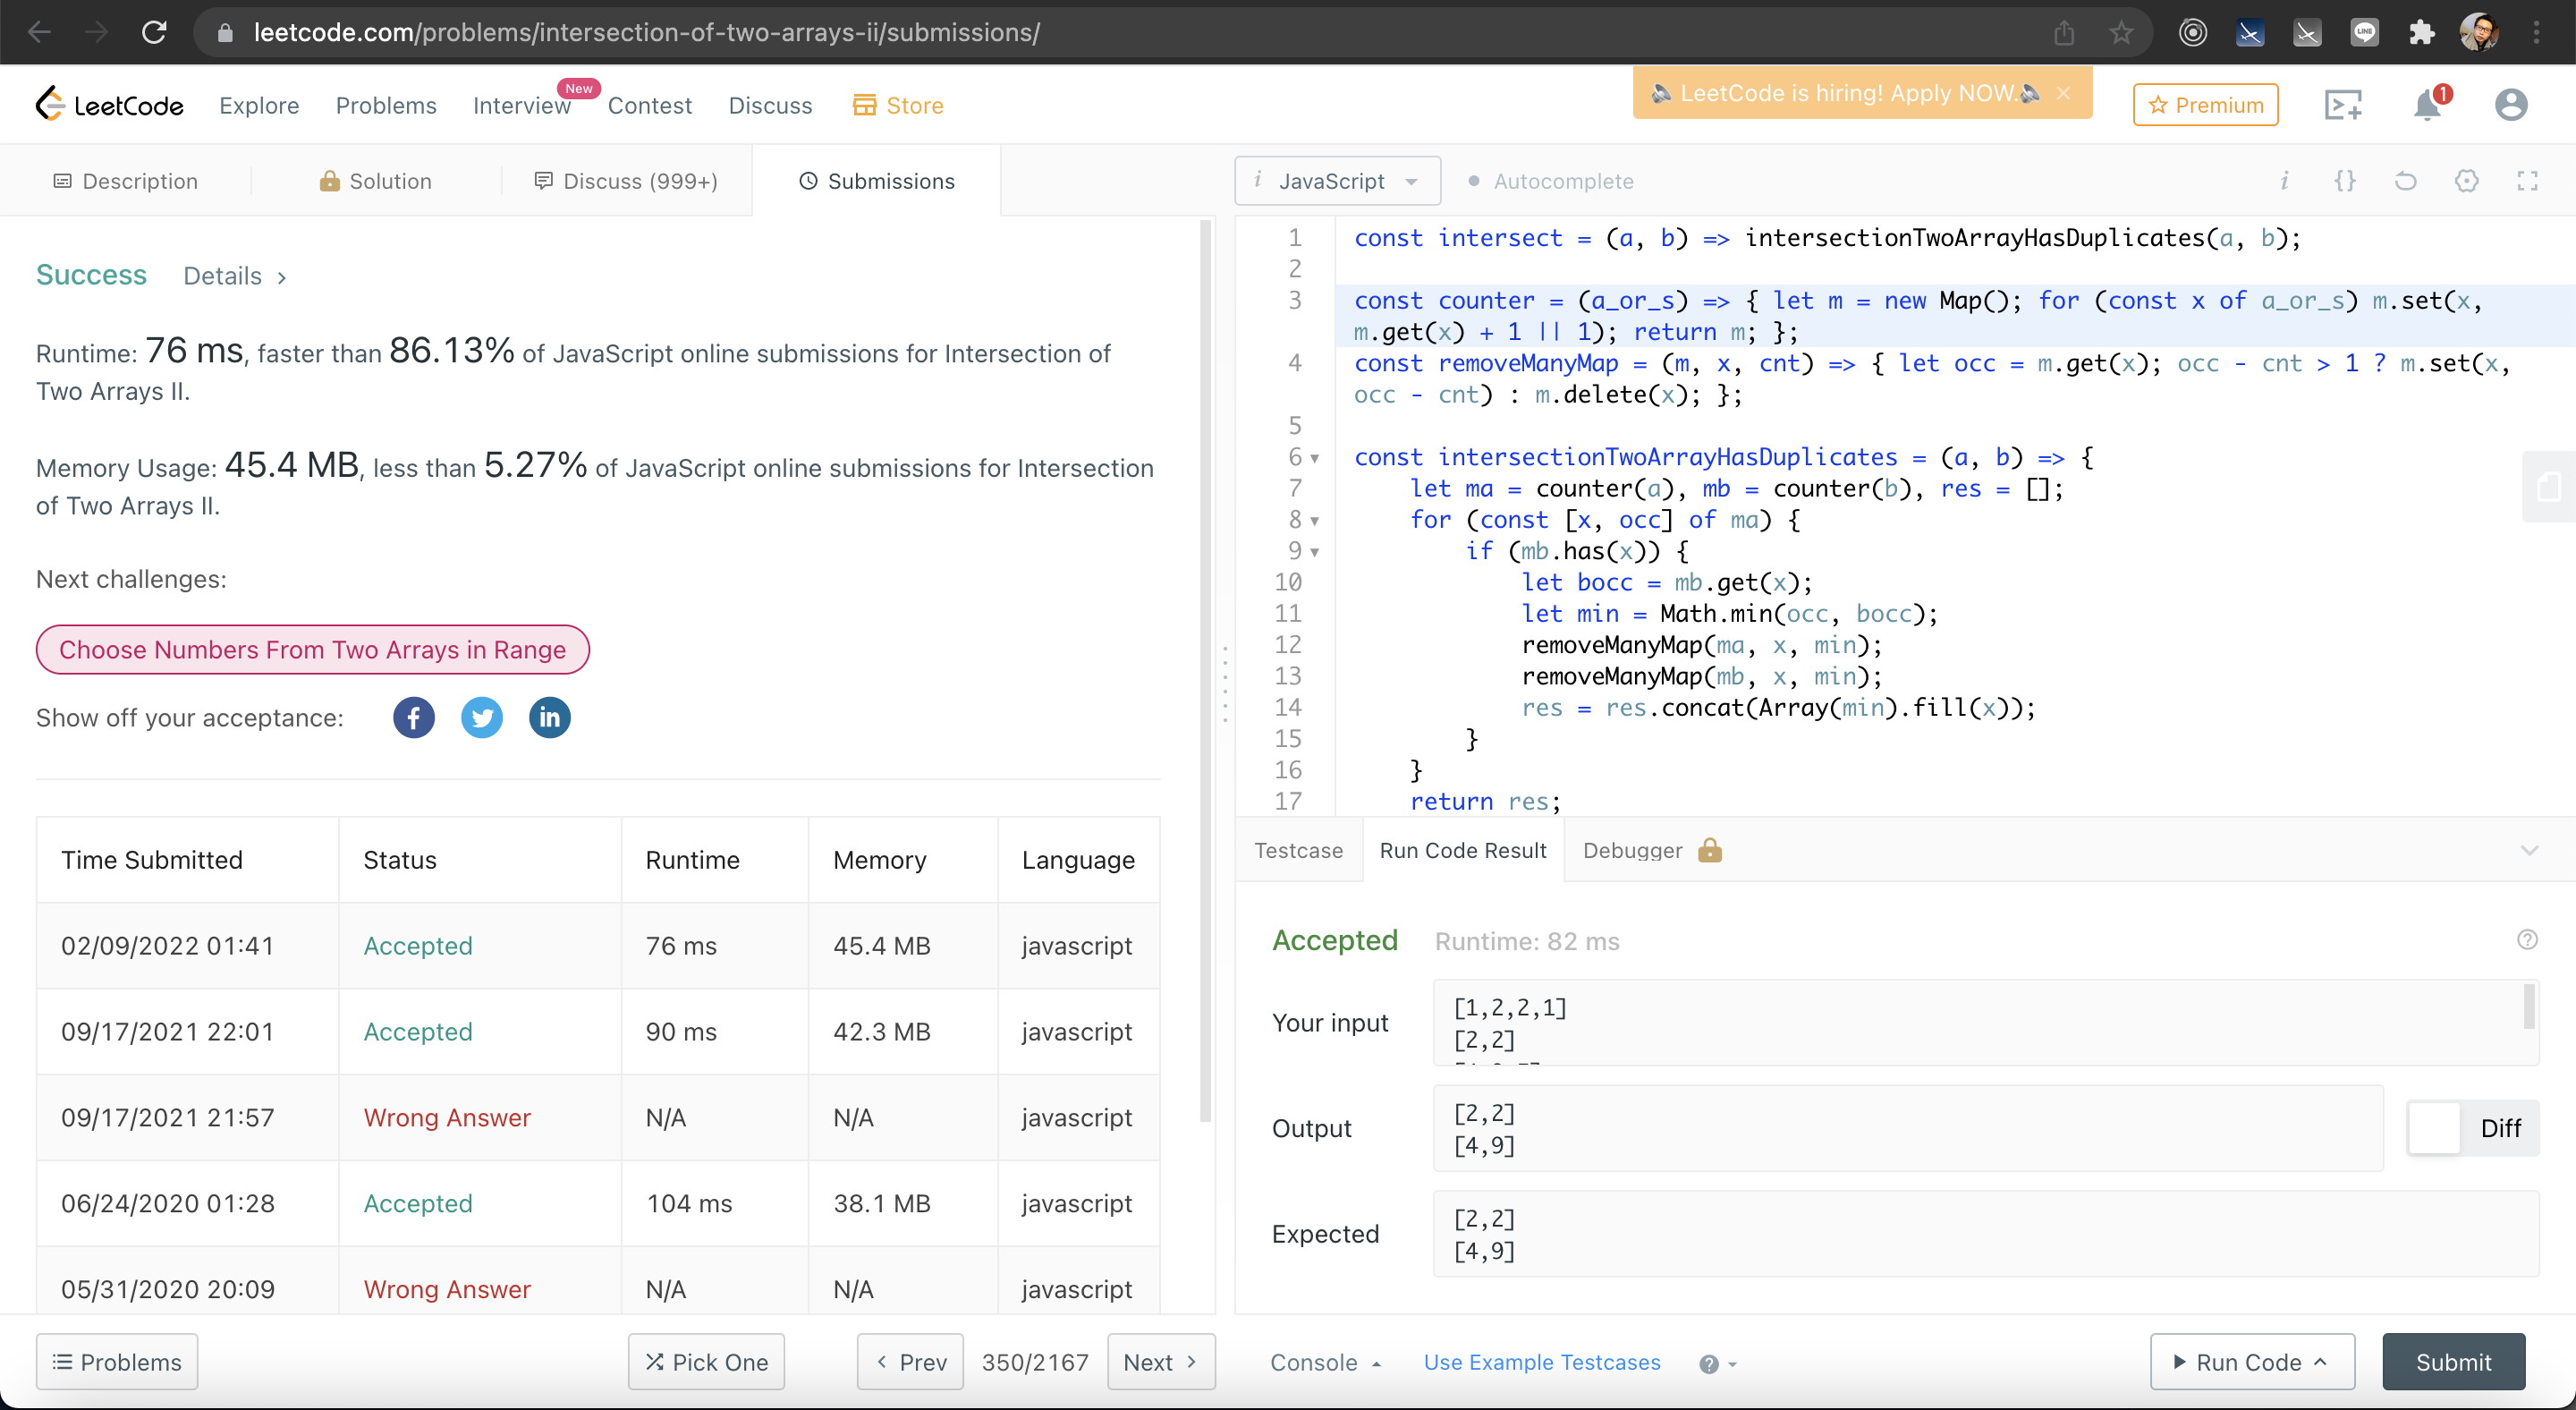 leetcode.com/problems/intersection-of-two-arrays-ii/submissions/
LINE
LeetCode Explore Problems Interview New Contest Discuss Store
LeetCode is hiring! Apply NOW. ×
Premium
1
Description Solution Discuss (999+) Submissions
i JavaScript Autocomplete i {}
Success Details >
Runtime: 76 ms, faster than 86.13% of JavaScript online submissions for Intersection of
Two Arrays II.
Memory Usage: 45.4 MB, less than 5.27% of JavaScript online submissions for Intersection
of Two Arrays II.
Next challenges:
Choose Numbers From Two Arrays in Range
Show off your acceptance: f in
Time Submitted Status Runtime Memory Language
02/09/2022 01:41 Accepted 76 ms 45.4 MB javascript
09/17/2021 22:01 Accepted 90 ms 42.3 MB javascript
09/17/2021 21:57 Wrong Answer N/A N/A javascript
06/24/2020 01:28 Accepted 104 ms 38.1 MB javascript
05/31/2020 20:09 Wrong Answer N/A N/A javascript
Problems Pick One < Prev 350/2167 Next >
1 const intersect = (a, b) => intersectionTwoArrayHasDuplicates(a, b);
2
3 const counter = (a_or_s) => { let m = new Map(); for (const x of a_or_s) m.set(x,
m.get(x) + 1 || 1); return m; };
4 const removeManyMap = (m, x, cnt) => { let occ = m.get(x); occ - cnt > 1 ? m.set(x,
occ - cnt) : m.delete(x); };
5
6 const intersectionTwoArrayHasDuplicates = (a, b) => {
7 let ma = counter(a), mb = counter(b), res = [];
8 for (const [x, occ] of ma) {
9 if (mb.has(x)) {
10 let bocc = mb.get(x);
11 let min = Math.min(occ, bocc);
12 removeManyMap(ma, x, min);
13 removeManyMap(mb, x, min);
14 res = res.concat(Array(min).fill(x));
15 }
16 }
17 return res;
Testcase Run Code Result Debugger
Accepted Runtime: 82 ms ?
Your input
[1,2,2,1]
[2,2]
Output
[2,2]
[4,9]
Diff
Expected
[2,2]
[4,9]
Console Use Example Testcases ? Run Code Submit